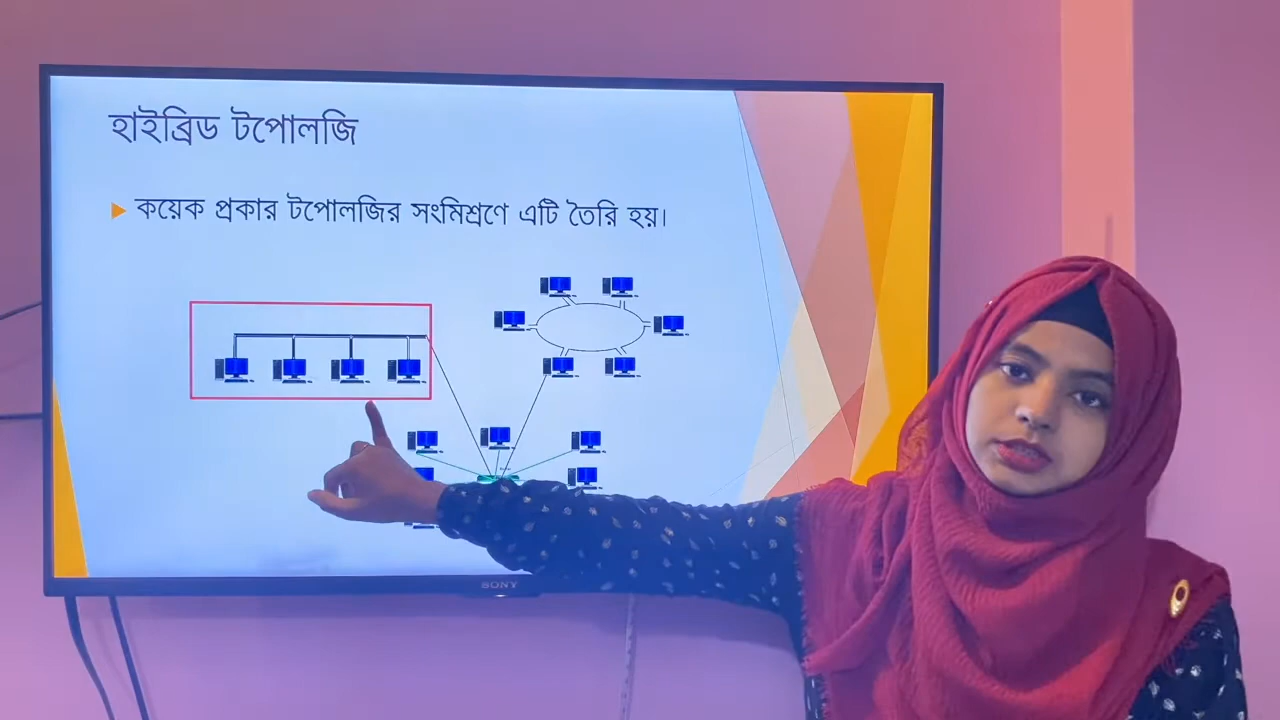 হাইব্রিড টপোলজি
কয়েক প্রকার টপোলজির সংমিশ্রণে এটি তৈরি হয়।
SONY